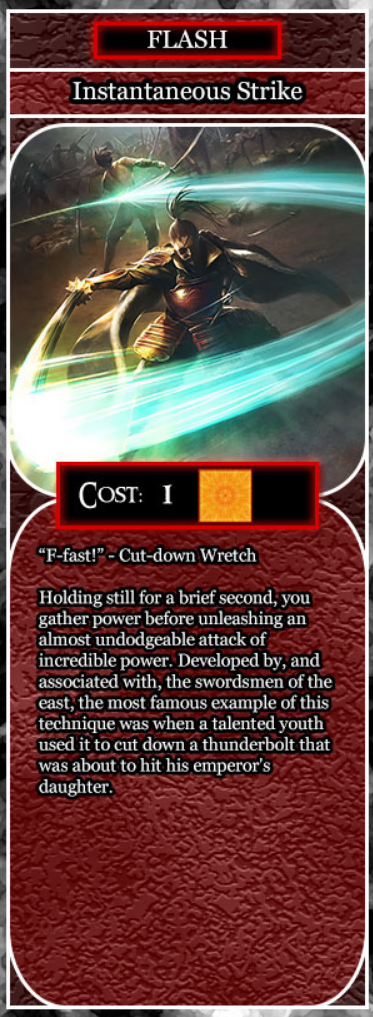 FLASH
Instantaneous Strike
Cost: 1
“F-fast!” - Cut-down Wretch
Holding still for a brief second, you
gather power before unleashing an
almost undodgeable attack of
incredible power. Developed by, and
associated with, the swordsmen of the
east, the most famous example of this
technique was when a talented youth
used it to cut down a thunderbolt that
was about to hit his emperor's
daughter.